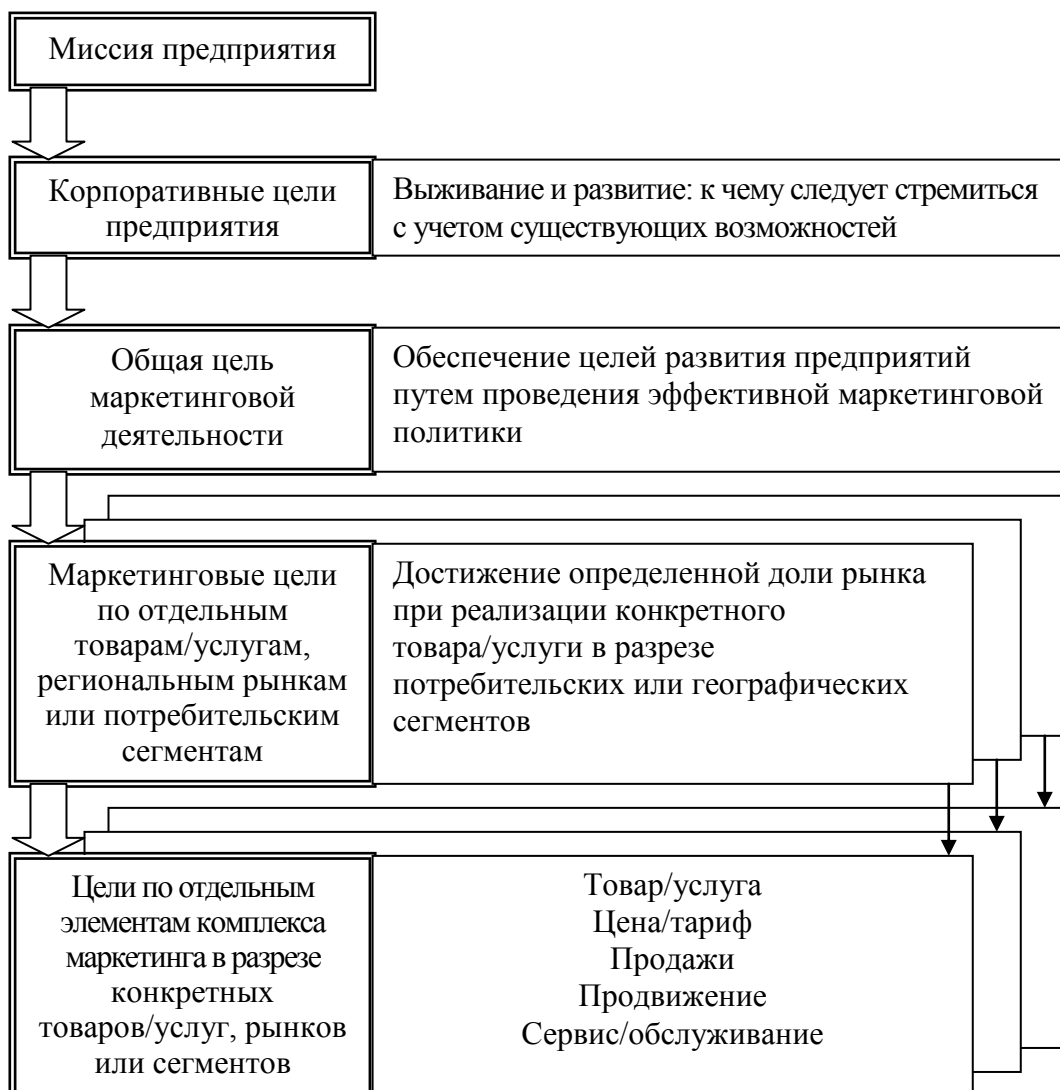 Миссия предприятия
Корпоративные цели
предприятия
Выживание и развитие: к чему следует стремиться
с учетом существующих возможностей
Общая цель
маркетинговой
деятельности
Обеспечение целей развития предприятий
путем проведения эффективной маркетинговой
политики
Маркетинговые цели
по отдельным
товарам/услугам,
региональным рынкам
или потребительским
сегментам
Достижение определенной доли рынка
при реализации конкретного
товара/услуги в разрезе
потребительских или географических
сегментов
Цели по отдельным
элементам комплекса
маркетинга в разрезе
конкретных
товаров/услуг, рынков
или сегментов
Товар/услуга
Цена/тариф
Продажи
Продвижение
Сервис/обслуживание